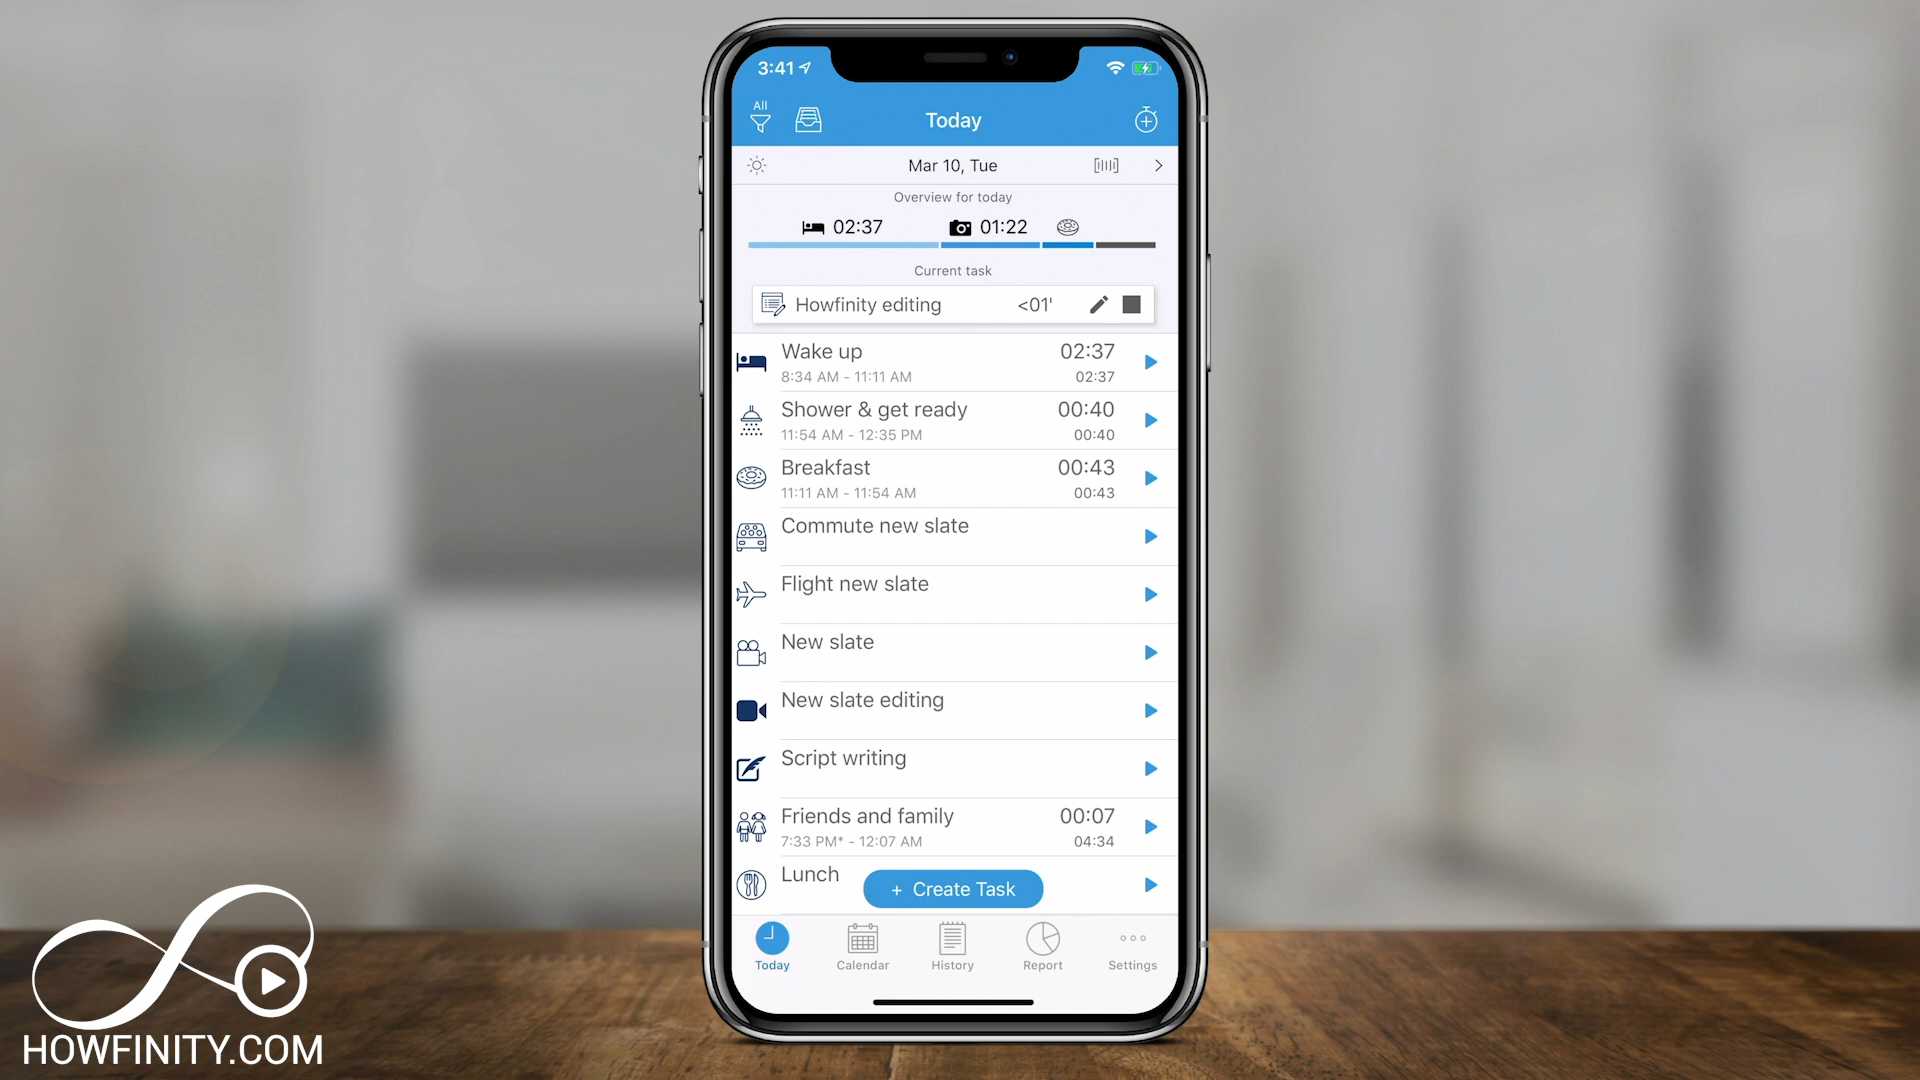 3:41
All
Today
Mar 10, Tue
Overview for today
02:37
01:22
Current task
Howfinity editing <01'
Wake up 02:37
8:34 AM - 11:11 AM 02:37
Shower & get ready 00:40
11:54 AM - 12:35 PM 00:40
Breakfast 00:43
11:11 AM - 11:54 AM 00:43
Commute new slate
Flight new slate
New slate
New slate editing
Script writing
Friends and family 00:07
7:33 PM* - 12:07 AM 04:34
Lunch
+ Create Task
Today Calendar History Report Settings
HOWFINITY.COM